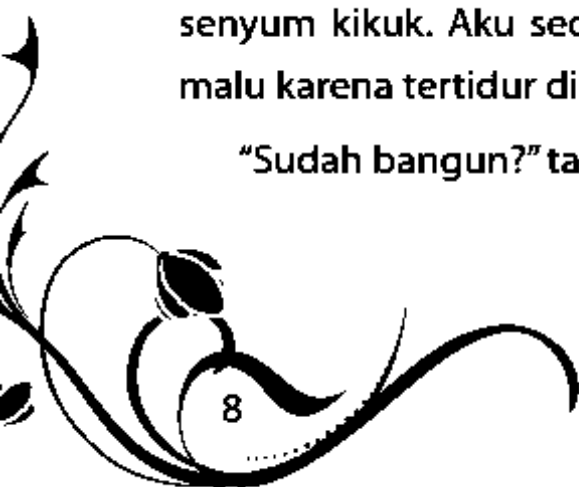 senyum kikuk. Aku sec
malu karena tertidur di
“Sudah bangun?” ta
8